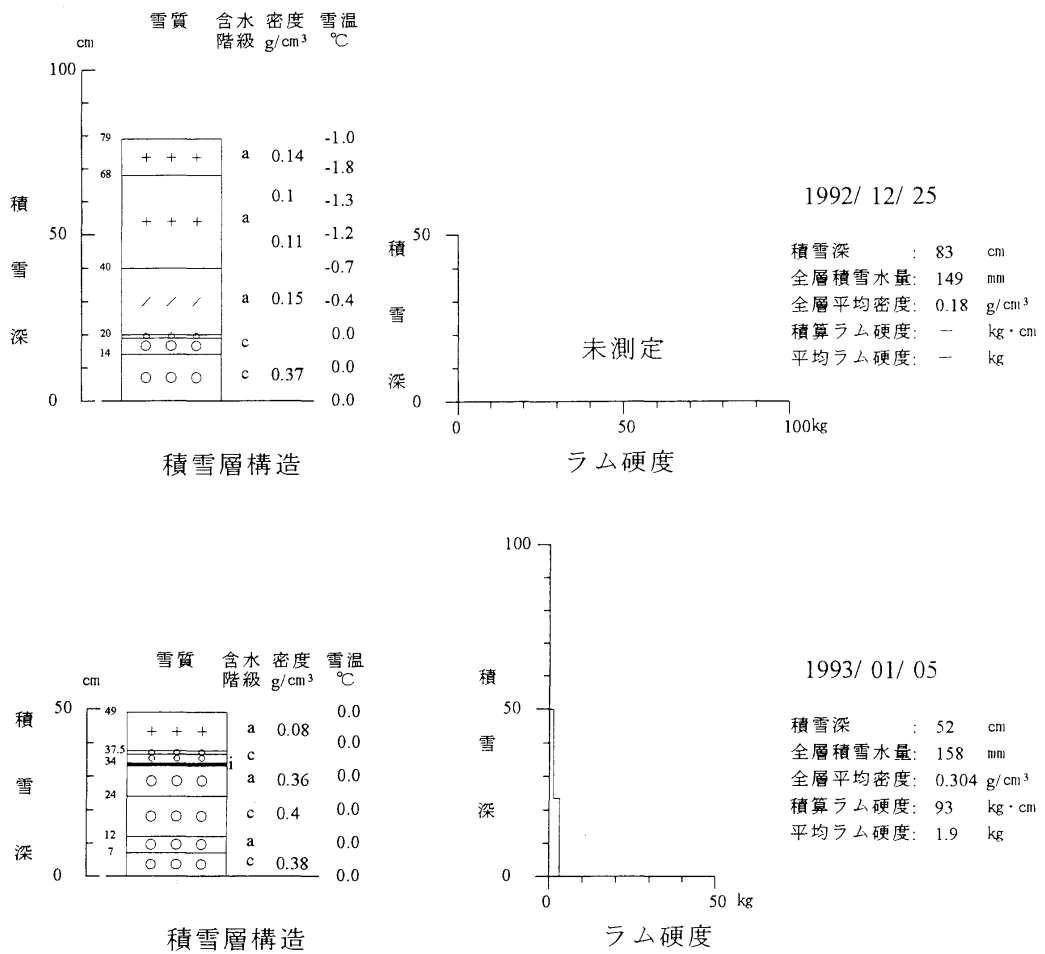 雪質 含水 密度 雪温
階級 g/cm³ ℃
cm
100
50
0
積
雪
深
79
68
40
20
14
a 0.14
a
0.1
0.11
a 0.15
c
c 0.37
-1.0
-1.8
-1.3
-1.2
-0.7
-0.4
0.0
0.0
0.0
積雪層構造
積
雪
深
50
0
未測定
0 50 100kg
ラム硬度
1992/ 12/ 25
積雪深 : 83 cm
全層積雪水量: 149 mm
全層平均密度: 0.18 g/cm³
積算ラム硬度: － kg・cm
平均ラム硬度: － kg
雪質 含水 密度 雪温
階級 g/cm³ ℃
cm
50
0
積
雪
深
49
37.5
34
24
12
7
a 0.08
c
i
a 0.36
c 0.4
a
c 0.38
0.0
0.0
0.0
0.0
0.0
0.0
積雪層構造
積
雪
深
100
50
0
0 50 kg
ラム硬度
1993/ 01/ 05
積雪深 : 52 cm
全層積雪水量: 158 mm
全層平均密度: 0.304 g/cm³
積算ラム硬度: 93 kg・cm
平均ラム硬度: 1.9 kg